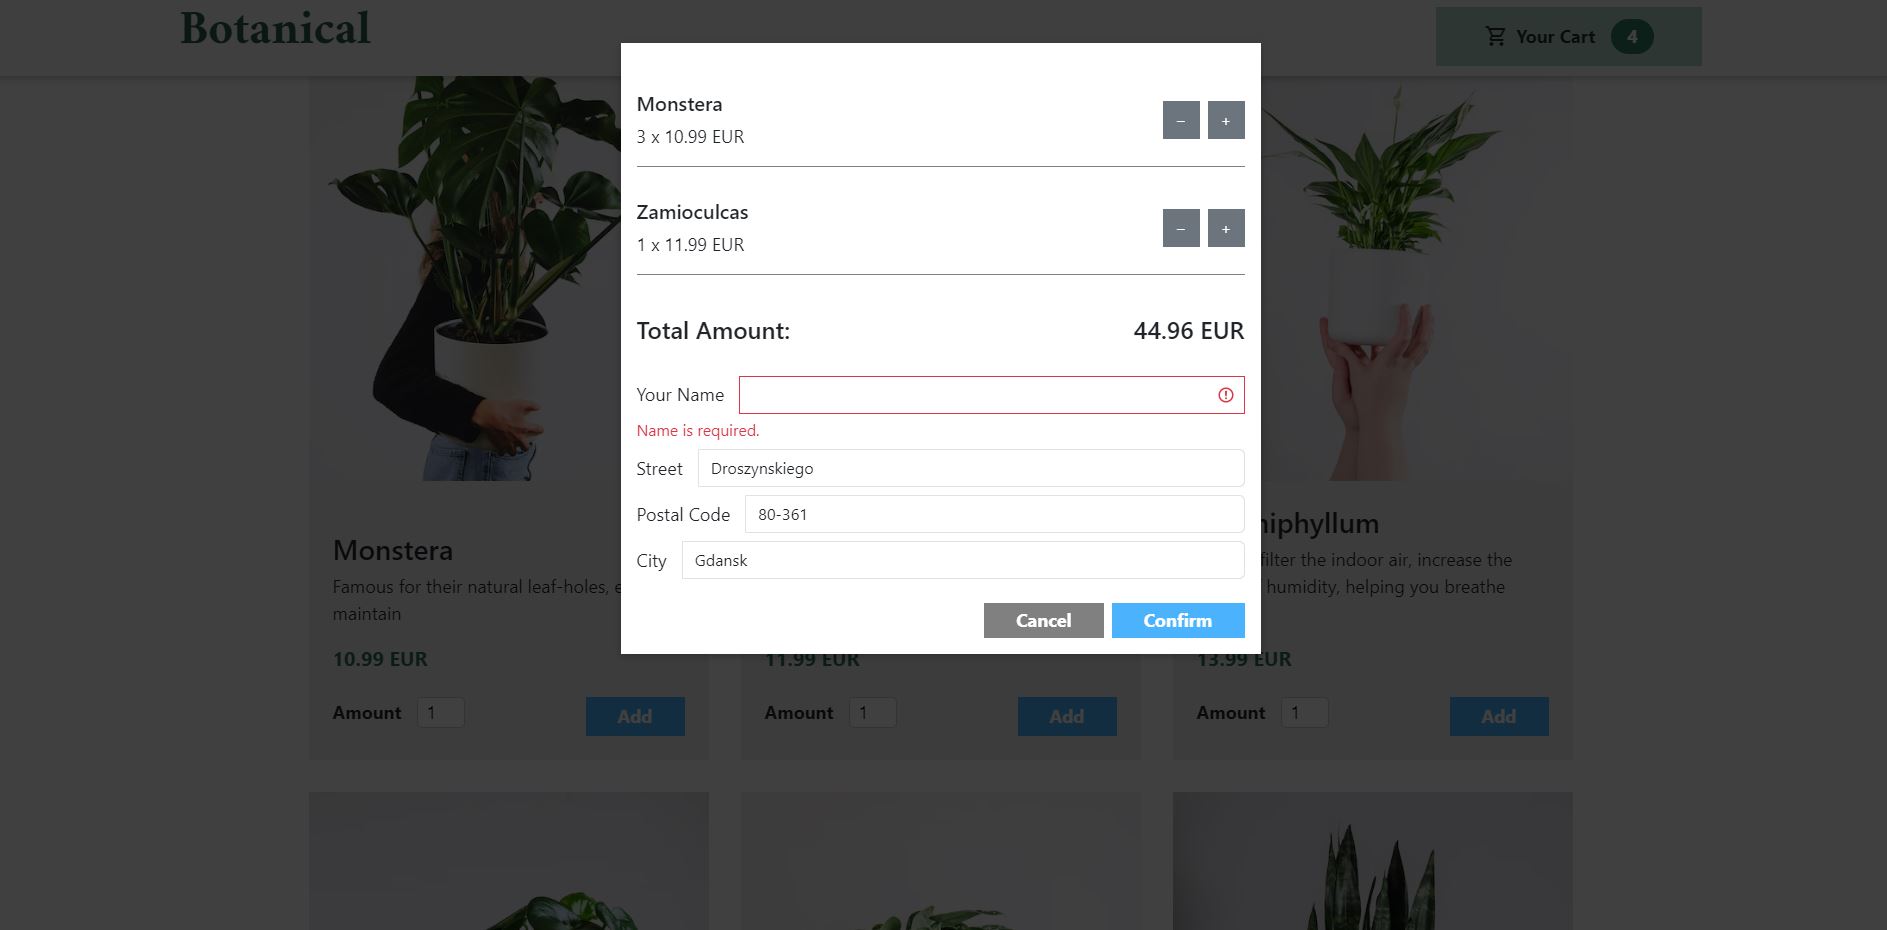 Botanical
Your Cart 4
Monstera
3 x 10.99 EUR
−
+
Zamioculcas
1 x 11.99 EUR
−
+
Total Amount: 44.96 EUR
Your Name
Name is required.
Street Droszynskiego
Postal Code 80-361
City Gdansk
Cancel Confirm
Monstera
Famous for their natural leaf-holes,
maintain
10.99 EUR
Amount 1 Add
11.99 EUR
Amount 1 Add
filter the indoor air, increase the
humidity, helping you breathe
13.99 EUR
Amount 1 Add